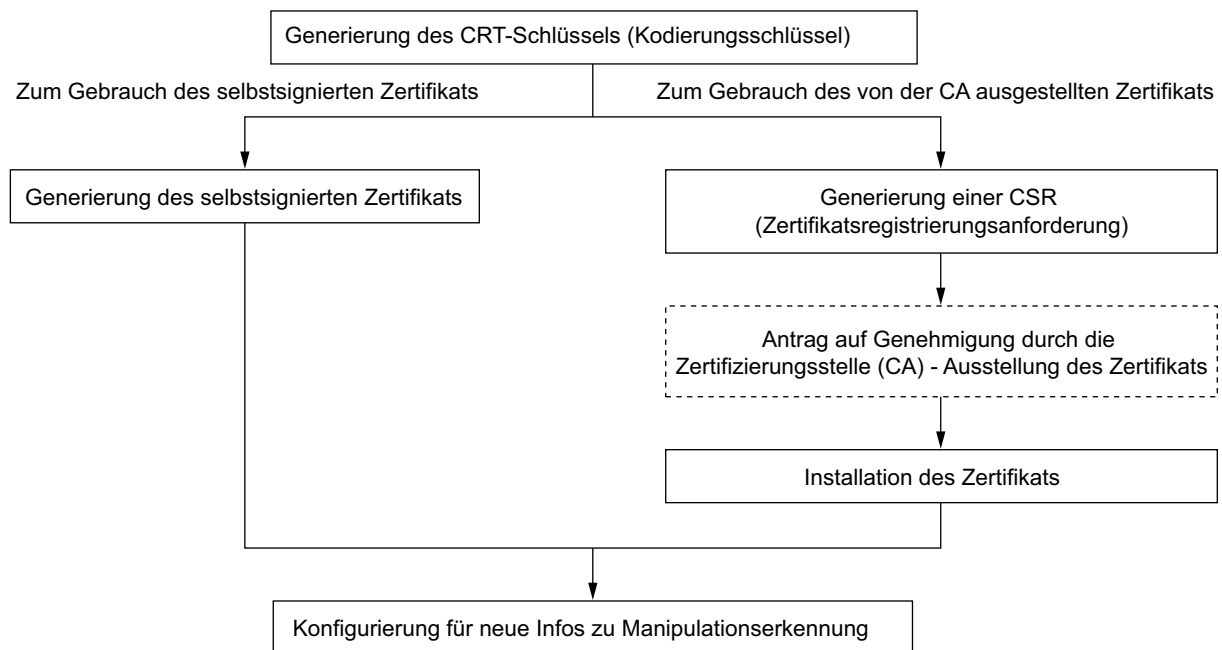 Generierung des CRT-Schlüssels (Kodierungsschlüssel)
Zum Gebrauch des selbstsignierten Zertifikats
Zum Gebrauch des von der CA ausgestellten Zertifikats
Generierung des selbstsignierten Zertifikats
Generierung einer CSR
(Zertifikatsregistrierungsanforderung)
Antrag auf Genehmigung durch die
Zertifizierungsstelle (CA) - Ausstellung des Zertifikats
Installation des Zertifikats
Konfigurierung für neue Infos zu Manipulationserkennung